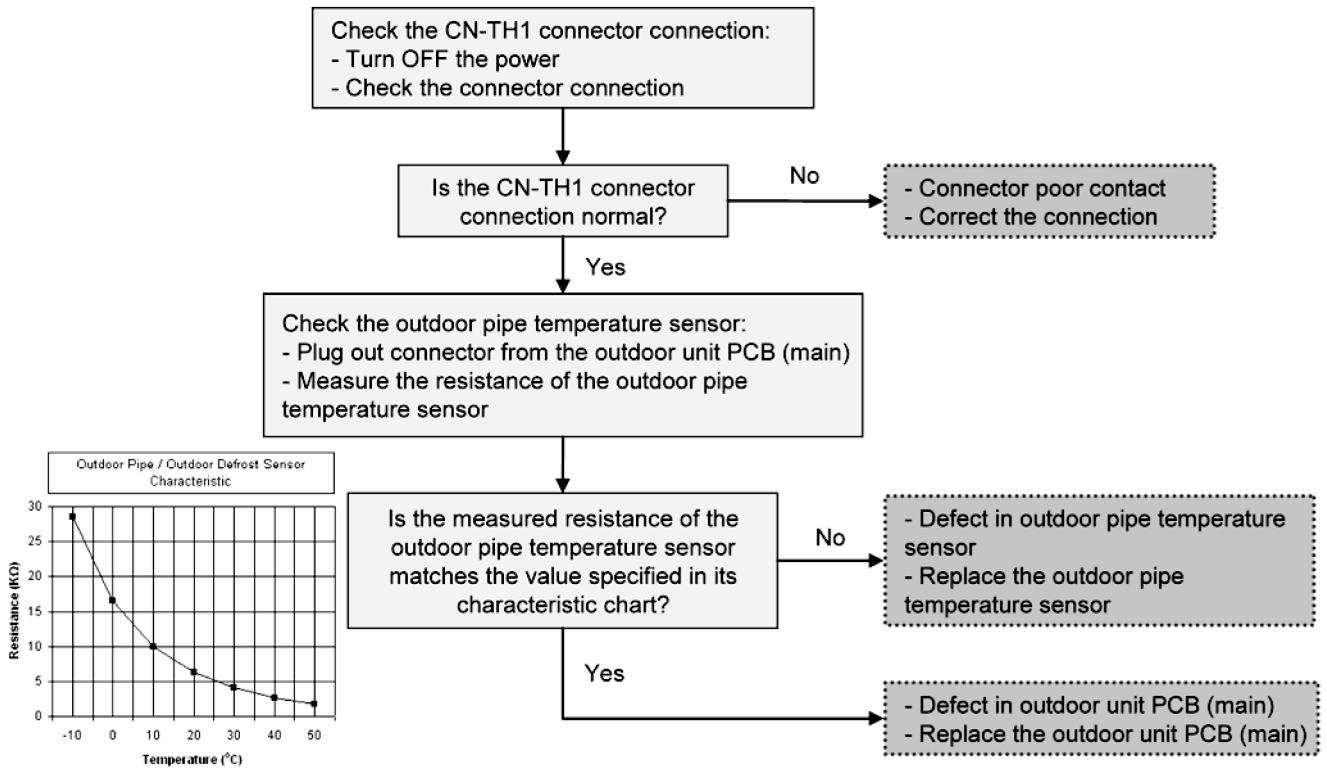 Check the CN-TH1 connector connection:
- Turn OFF the power
- Check the connector connection
Is the CN-TH1 connector
connection normal?
No
- Connector poor contact
- Correct the connection
Yes
Check the outdoor pipe temperature sensor:
- Plug out connector from the outdoor unit PCB (main)
- Measure the resistance of the outdoor pipe
temperature sensor
Outdoor Pipe / Outdoor Defrost Sensor
Characteristic
Resistance (KΩ)
30
25
20
15
10
5
0
-10 0 10 20 30 40 50
Temperature (⁰C)
Is the measured resistance of the
outdoor pipe temperature sensor
matches the value specified in its
characteristic chart?
No
- Defect in outdoor pipe temperature
sensor
- Replace the outdoor pipe
temperature sensor
Yes
- Defect in outdoor unit PCB (main)
- Replace the outdoor unit PCB (main)